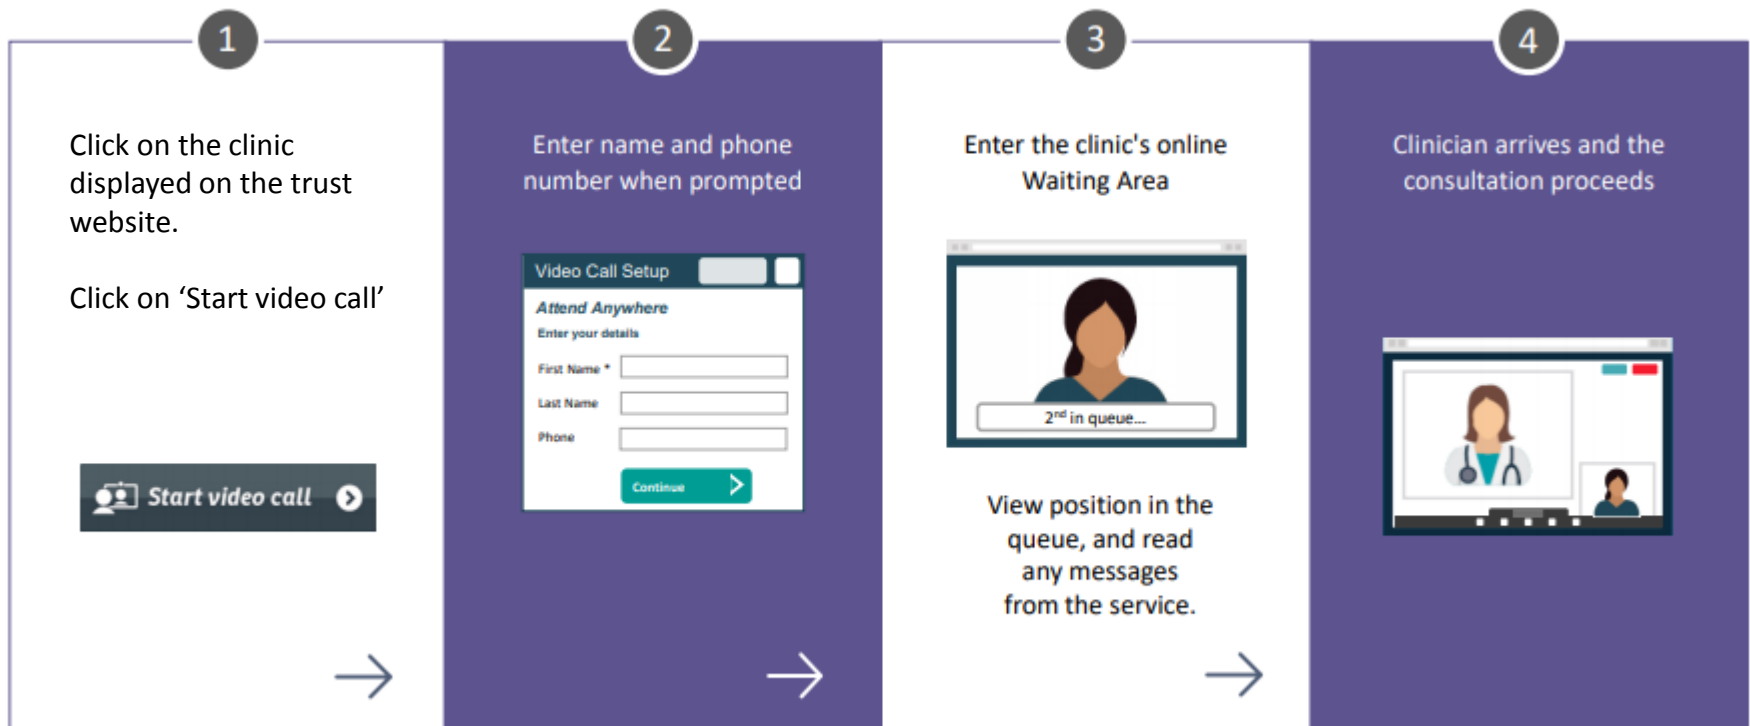 1
Click on the clinic
displayed on the trust
website.
Click on ‘Start video call’
Start video call
2
Enter name and phone
number when prompted
Video Call Setup
Attend Anywhere
Enter your details
First Name *
Last Name
Phone
Continue
3
Enter the clinic's online
Waiting Area
2nd in queue...
View position in the
queue, and read
any messages
from the service.
4
Clinician arrives and the
consultation proceeds